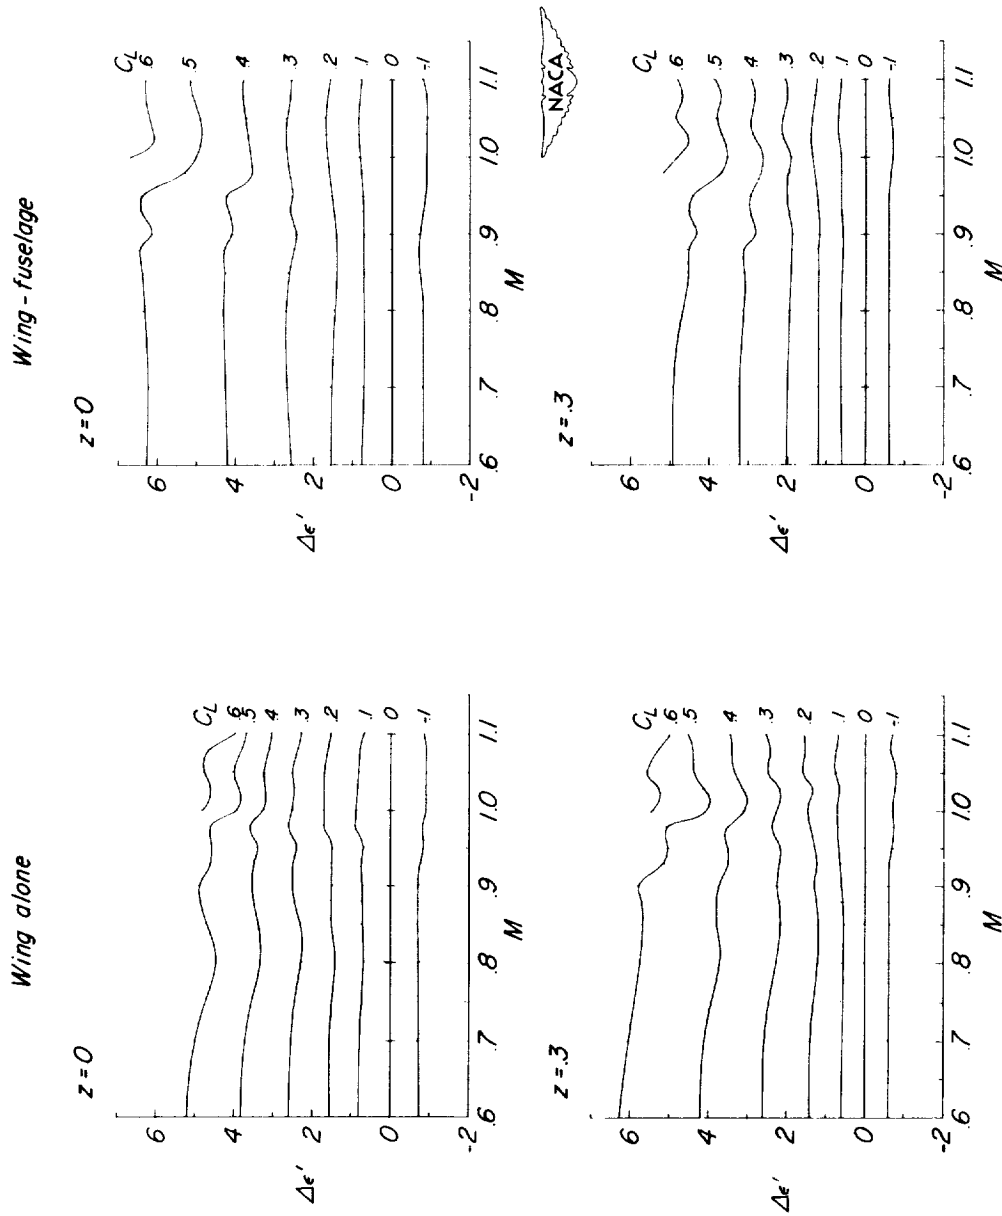 Wing alone
z=0
Δϵ'
6
4
2
0
-2
.6 .7 .8 .9 1.0 1.1
M
C_L
.6
.5
.4
.3
.2
.1
0
-.1
z=.3
Δϵ'
6
4
2
0
-2
.6 .7 .8 .9 1.0 1.1
M
C_L
.6
.5
.4
.3
.2
.1
0
-.1
Wing - fuselage
z=0
Δϵ'
6
4
2
0
-2
.6 .7 .8 .9 1.0 1.1
M
C_L
.6
.5
.4
.3
.2
.1
0
-.1
z=.3
Δϵ'
6
4
2
0
-2
.6 .7 .8 .9 1.0 1.1
M
C_L
.6
.5
.4
.3
.2
.1
0
-.1
NACA